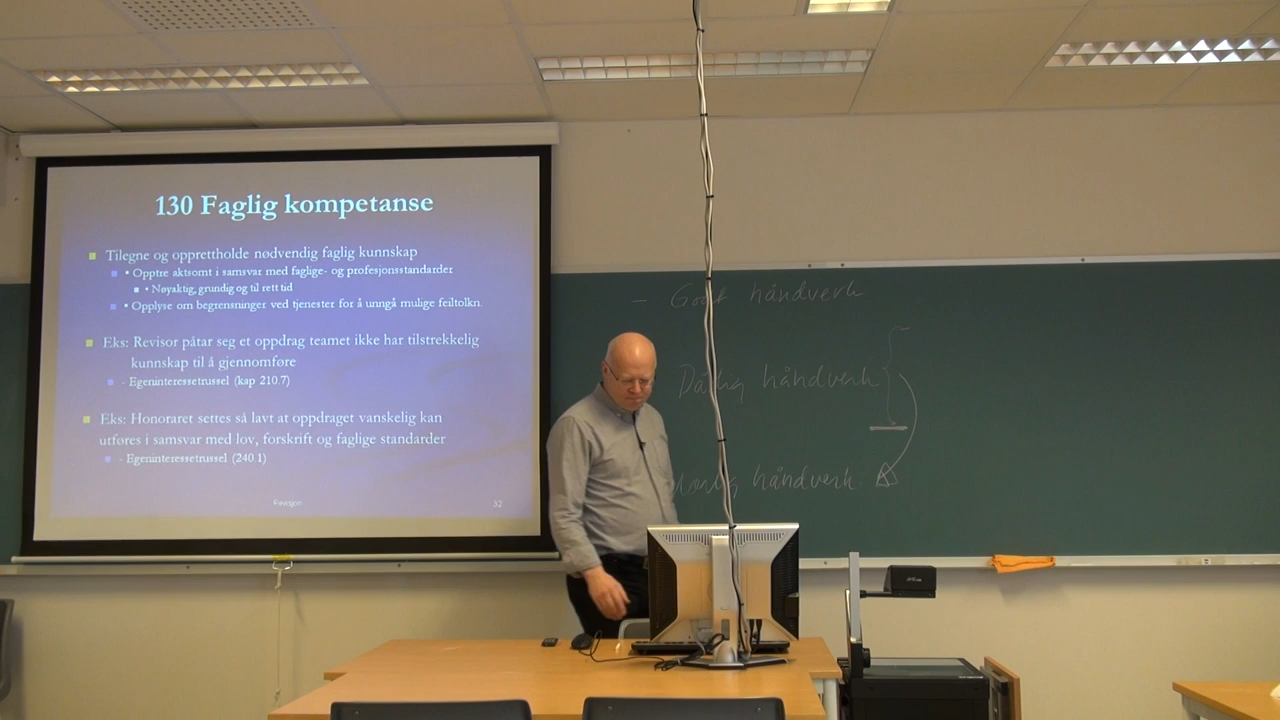 130 Faglig kompetanse
Tilegne og opprettholde nødvendig faglig kunnskap
• Opptre aktsomt i samsvar med faglige- og profesjonsstandarder
• Nøyaktig, grundig og til rett tid
• Opplyse om begrensninger ved tjenester for å unngå mulige feiltolkn.
Eks: Revisor påtar seg et oppdrag teamet ikke har tilstrekkelig
kunnskap til å gjennomføre
- Egeninteressetrussel (kap 210.7)
Eks: Honoraret settes så lavt at oppdraget vanskelig kan
utføres i samsvar med lov, forskrift og faglige standarder
- Egeninteressetrussel (240.1)
Revisjon 32
- Godt håndverk
Dårlig håndverk
håndverk.